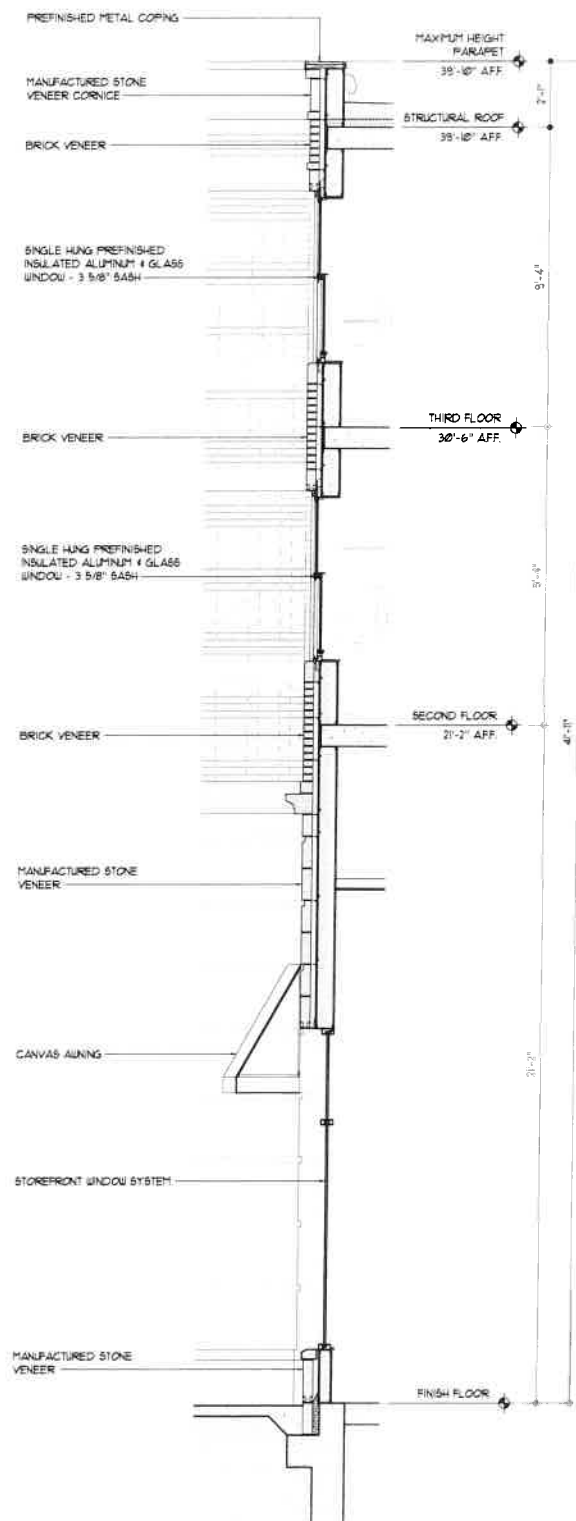 PREFINISHED METAL COPING
MAXIMUM HEIGHT
PARAPET
39'-10" AFF.
MANUFACTURED STONE
VENEER CORNICE
2'-1"
STRUCTURAL ROOF
39'-10" AFF.
BRICK VENEER
SINGLE HUNG PREFINISHED
INSULATED ALUMINUM & GLASS
WINDOW - 3 5/8" SASH
9'-4"
THIRD FLOOR
30'-6" AFF.
BRICK VENEER
SINGLE HUNG PREFINISHED
INSULATED ALUMINUM & GLASS
WINDOW - 3 5/8" SASH
9'-4"
SECOND FLOOR
21'-2" AFF.
BRICK VENEER
41'-11"
MANUFACTURED STONE
VENEER
CANVAS AWNING
21'-2"
STOREFRONT WINDOW SYSTEM
MANUFACTURED STONE
VENEER
FINISH FLOOR